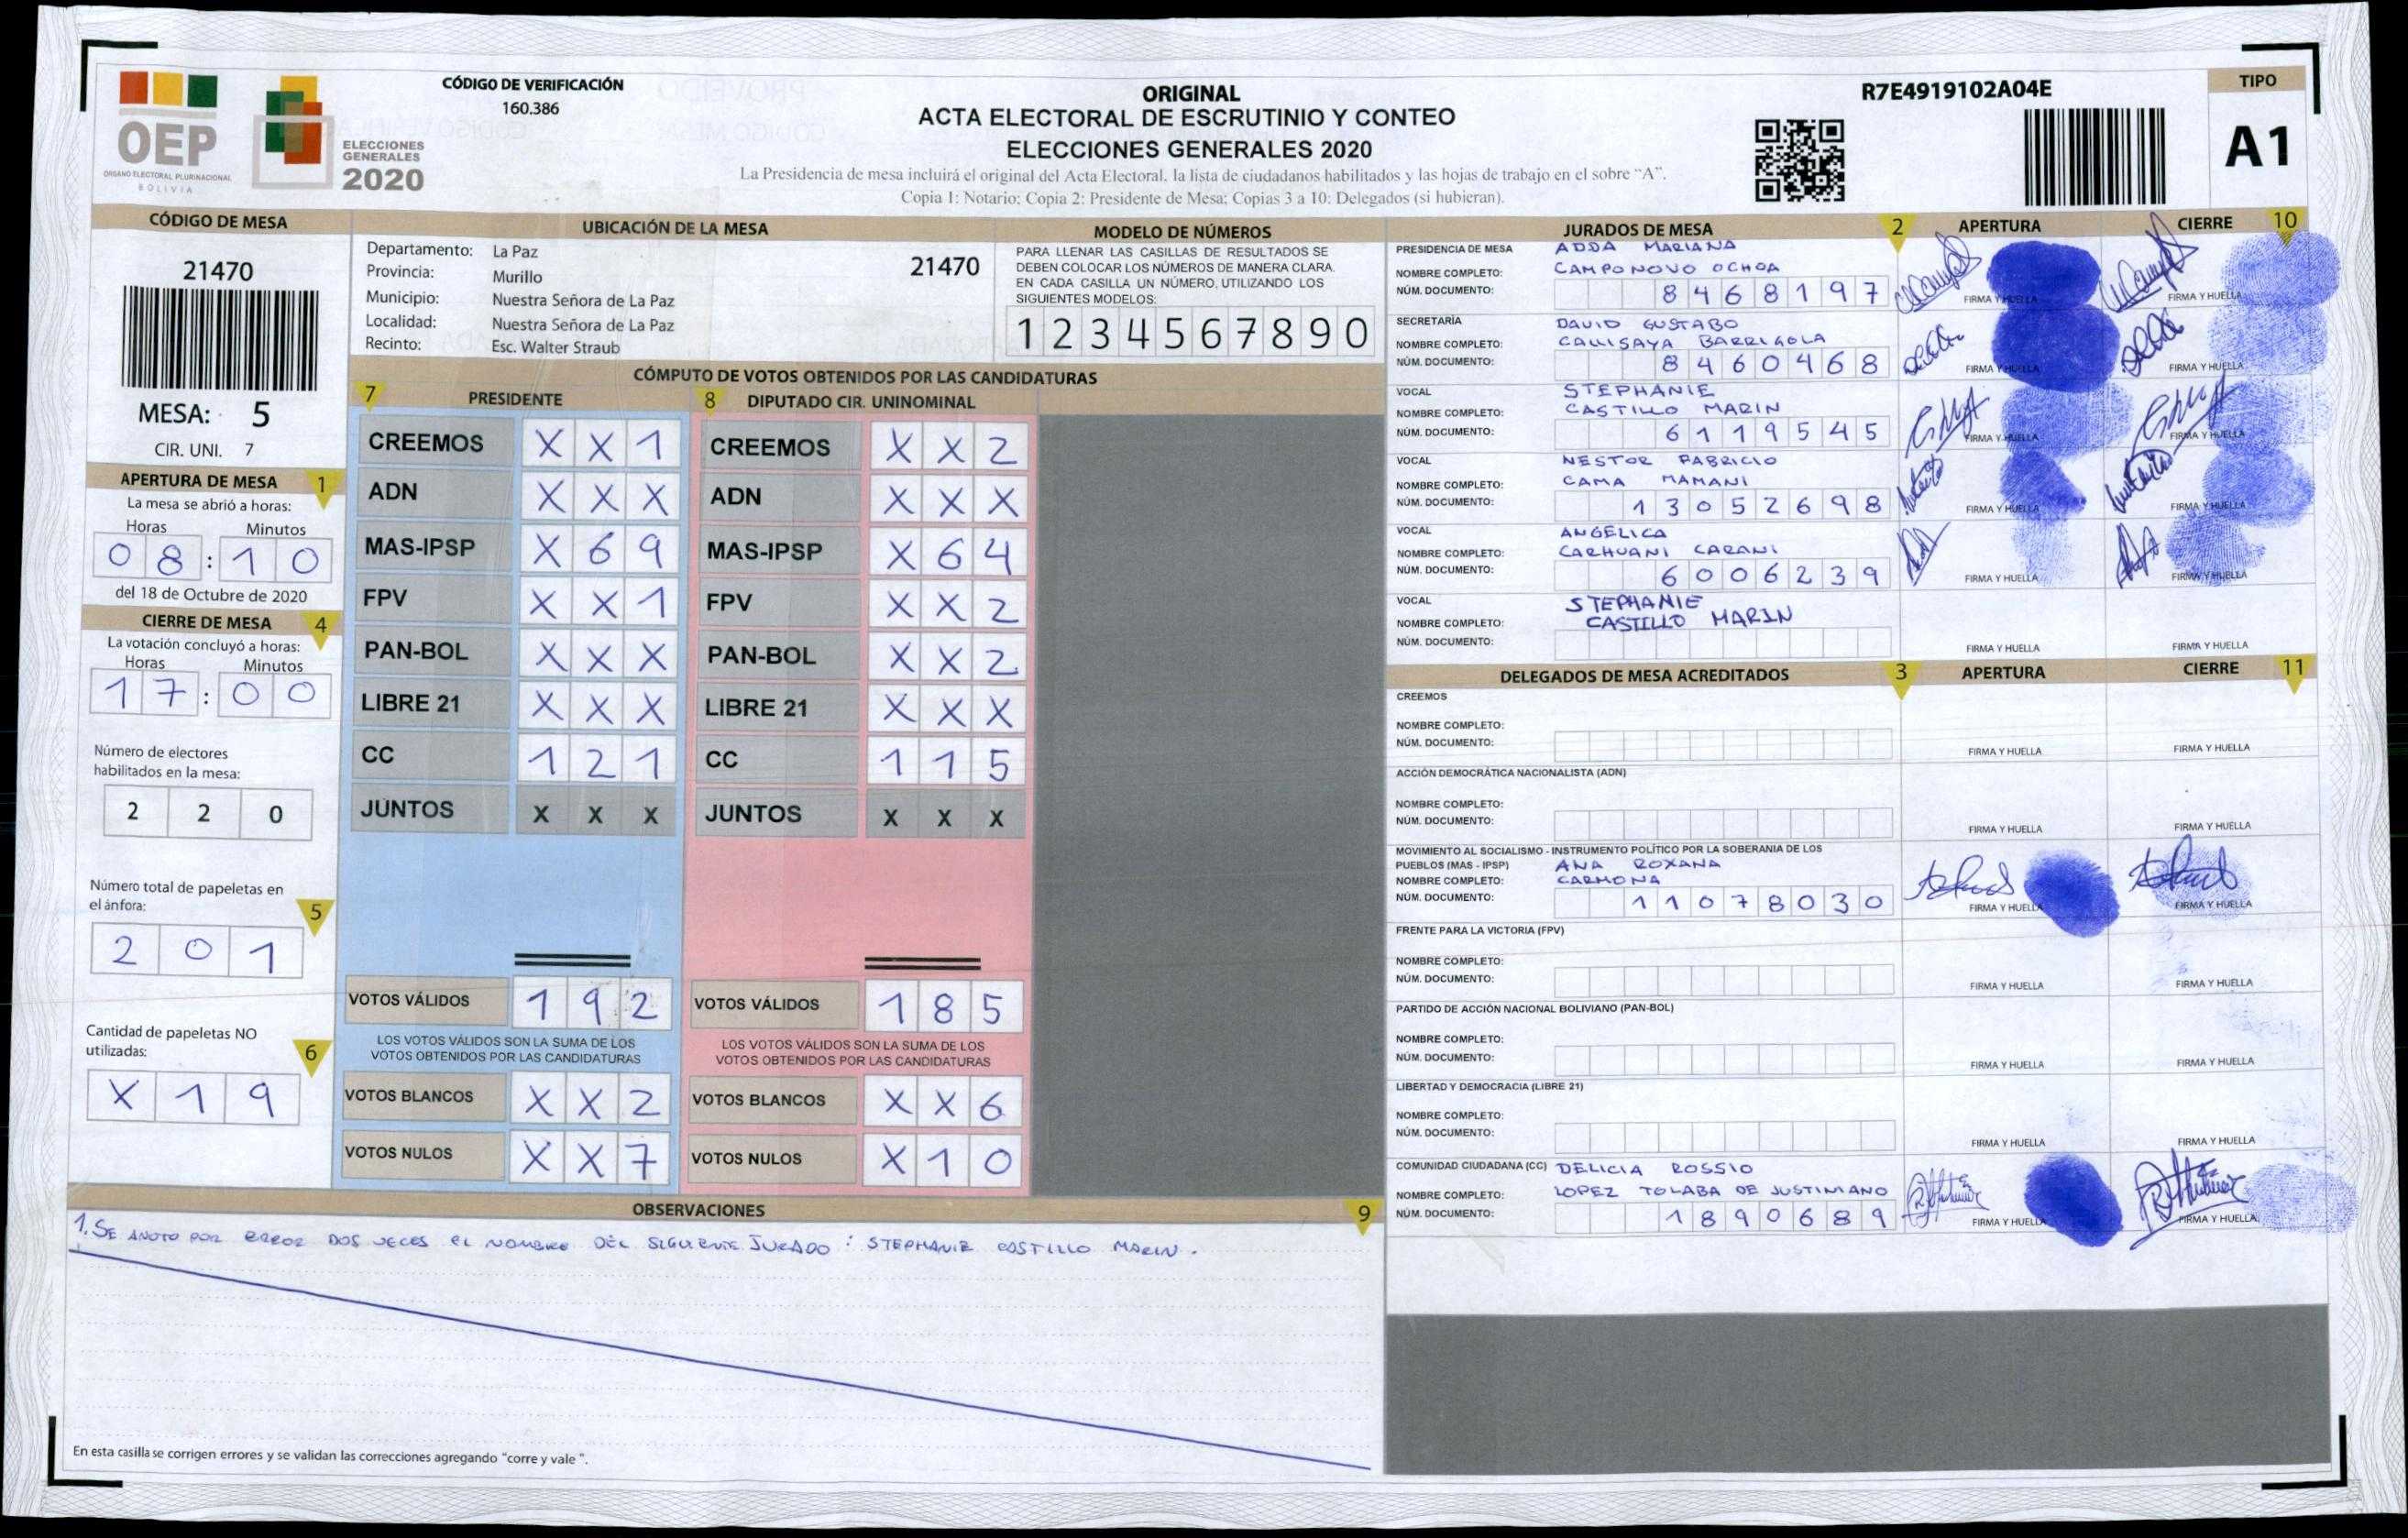 OEP
ORGANO ELECTORAL PLURINACIONAL
BOLIVIA
ELECCIONES
GENERALES
2020
CÓDIGO DE VERIFICACIÓN
160.386
ORIGINAL
ACTA ELECTORAL DE ESCRUTINIO Y CONTEO
ELECCIONES GENERALES 2020
La Presidencia de mesa incluirá el original del Acta Electoral, la lista de ciudadanos habilitados y las hojas de trabajo en el sobre “A”.
Copia 1: Notario; Copia 2: Presidente de Mesa; Copias 3 a 10: Delegados (si hubieran).
R7E4919102A04E
TIPO
A1
CÓDIGO DE MESA
21470
MESA: 5
CIR. UNI. 7
APERTURA DE MESA 1
La mesa se abrió a horas:
Horas Minutos
08:10
del 18 de Octubre de 2020
CIERRE DE MESA 4
La votación concluyó a horas:
Horas Minutos
17:00
Número de electores
habilitados en la mesa:
2 2 0
Número total de papeletas en
el ánfora: 5
2 0 1
Cantidad de papeletas NO
utilizadas: 6
X 1 9
UBICACIÓN DE LA MESA
Departamento: La Paz 21470
Provincia: Murillo
Municipio: Nuestra Señora de La Paz
Localidad: Nuestra Señora de La Paz
Recinto: Esc. Walter Straub
MODELO DE NÚMEROS
PARA LLENAR LAS CASILLAS DE RESULTADOS SE
DEBEN COLOCAR LOS NÚMEROS DE MANERA CLARA.
EN CADA CASILLA UN NÚMERO, UTILIZANDO LOS
SIGUIENTES MODELOS:
1 2 3 4 5 6 7 8 9 0
CÓMPUTO DE VOTOS OBTENIDOS POR LAS CANDIDATURAS
7 PRESIDENTE
CREEMOS X X 1
ADN X X X
MAS-IPSP X 6 9
FPV X X 1
PAN-BOL X X X
LIBRE 21 X X X
CC 1 2 1
JUNTOS X X X
VOTOS VÁLIDOS 1 9 2
LOS VOTOS VÁLIDOS SON LA SUMA DE LOS
VOTOS OBTENIDOS POR LAS CANDIDATURAS
VOTOS BLANCOS X X 2
VOTOS NULOS X X 7
8 DIPUTADO CIR. UNINOMINAL
CREEMOS X X 2
ADN X X X
MAS-IPSP X 6 4
FPV X X 2
PAN-BOL X X 2
LIBRE 21 X X X
CC 1 1 5
JUNTOS X X X
VOTOS VÁLIDOS 1 8 5
LOS VOTOS VÁLIDOS SON LA SUMA DE LOS
VOTOS OBTENIDOS POR LAS CANDIDATURAS
VOTOS BLANCOS X X 6
VOTOS NULOS X 1 0
OBSERVACIONES 9
1. SE ANOTO POR ERROR DOS VECES EL NOMBRE DEL SIGUIENTE JURADO : STEPHANIE CASTILLO MARIN.
En esta casilla se corrigen errores y se validan las correcciones agregando “corre y vale ”.
JURADOS DE MESA 2 APERTURA CIERRE 10
PRESIDENCIA DE MESA ADDA MARIANA
NOMBRE COMPLETO: CAMPONOVO OCHOA
NÚM. DOCUMENTO: 8468197 FIRMA Y HUELLA FIRMA Y HUELLA
SECRETARÍA DAVID GUSTABO
NOMBRE COMPLETO: CALLISAYA BARRIGOLA
NÚM. DOCUMENTO: 8460468 FIRMA Y HUELLA FIRMA Y HUELLA
VOCAL STEPHANIE
NOMBRE COMPLETO: CASTILLO MARIN
NÚM. DOCUMENTO: 6119545 FIRMA Y HUELLA FIRMA Y HUELLA
VOCAL NESTOR FABRICIO
NOMBRE COMPLETO: CAMA MAMANI
NÚM. DOCUMENTO: 13052698 FIRMA Y HUELLA FIRMA Y HUELLA
VOCAL ANGELICA
NOMBRE COMPLETO: CARHUANI CARANI
NÚM. DOCUMENTO: 6006239 FIRMA Y HUELLA FIRMA Y HUELLA
VOCAL STEPHANIE
NOMBRE COMPLETO: CASTILLO MARIN
NÚM. DOCUMENTO: FIRMA Y HUELLA FIRMA Y HUELLA
DELEGADOS DE MESA ACREDITADOS 3 APERTURA CIERRE 11
CREEMOS
NOMBRE COMPLETO:
NÚM. DOCUMENTO: FIRMA Y HUELLA FIRMA Y HUELLA
ACCIÓN DEMOCRÁTICA NACIONALISTA (ADN)
NOMBRE COMPLETO:
NÚM. DOCUMENTO: FIRMA Y HUELLA FIRMA Y HUELLA
MOVIMIENTO AL SOCIALISMO - INSTRUMENTO POLÍTICO POR LA SOBERANIA DE LOS
PUEBLOS (MAS - IPSP) ANA ROXANA
NOMBRE COMPLETO: CARMONA
NÚM. DOCUMENTO: 11078030 FIRMA Y HUELLA FIRMA Y HUELLA
FRENTE PARA LA VICTORIA (FPV)
NOMBRE COMPLETO:
NÚM. DOCUMENTO: FIRMA Y HUELLA FIRMA Y HUELLA
PARTIDO DE ACCIÓN NACIONAL BOLIVIANO (PAN-BOL)
NOMBRE COMPLETO:
NÚM. DOCUMENTO: FIRMA Y HUELLA FIRMA Y HUELLA
LIBERTAD Y DEMOCRACIA (LIBRE 21)
NOMBRE COMPLETO:
NÚM. DOCUMENTO: FIRMA Y HUELLA FIRMA Y HUELLA
COMUNIDAD CIUDADANA (CC) DELICIA ROSSIO
NOMBRE COMPLETO: LOPEZ TOLABA DE JUSTINIANO
NÚM. DOCUMENTO: 1890689 FIRMA Y HUELLA FIRMA Y HUELLA